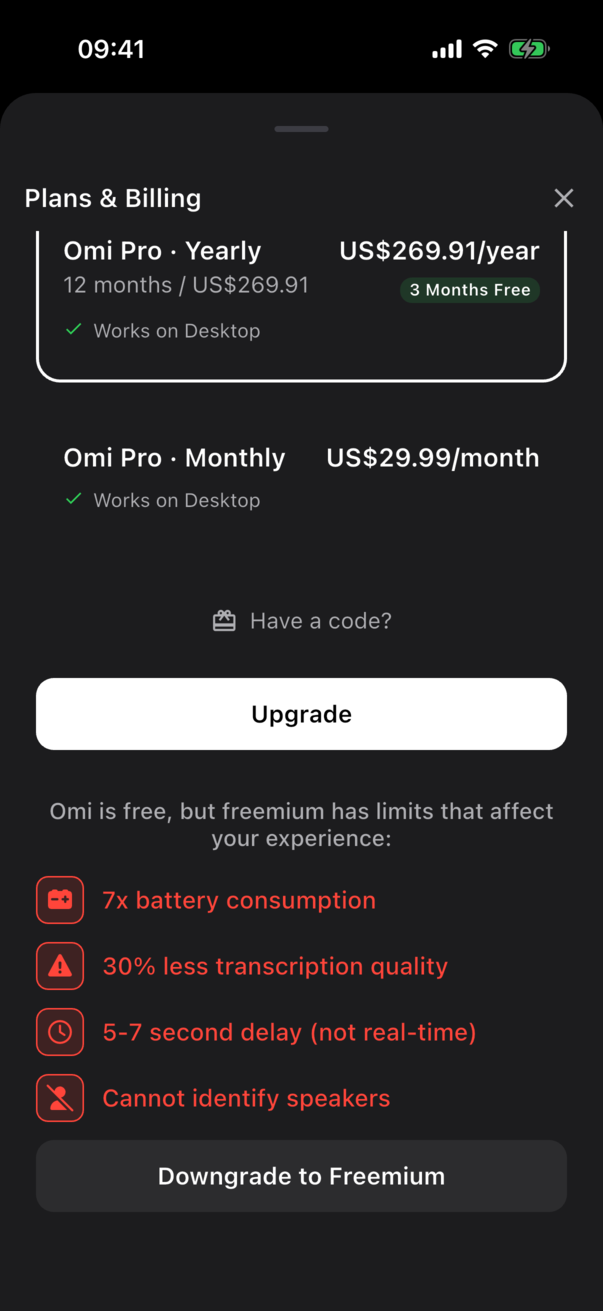 09:41
Plans & Billing
Omi Pro · Yearly US$269.91/year
12 months / US$269.91 3 Months Free
Works on Desktop
Omi Pro · Monthly US$29.99/month
Works on Desktop
Have a code?
Upgrade
Omi is free, but freemium has limits that affect
your experience:
7x battery consumption
30% less transcription quality
5-7 second delay (not real-time)
Cannot identify speakers
Downgrade to Freemium